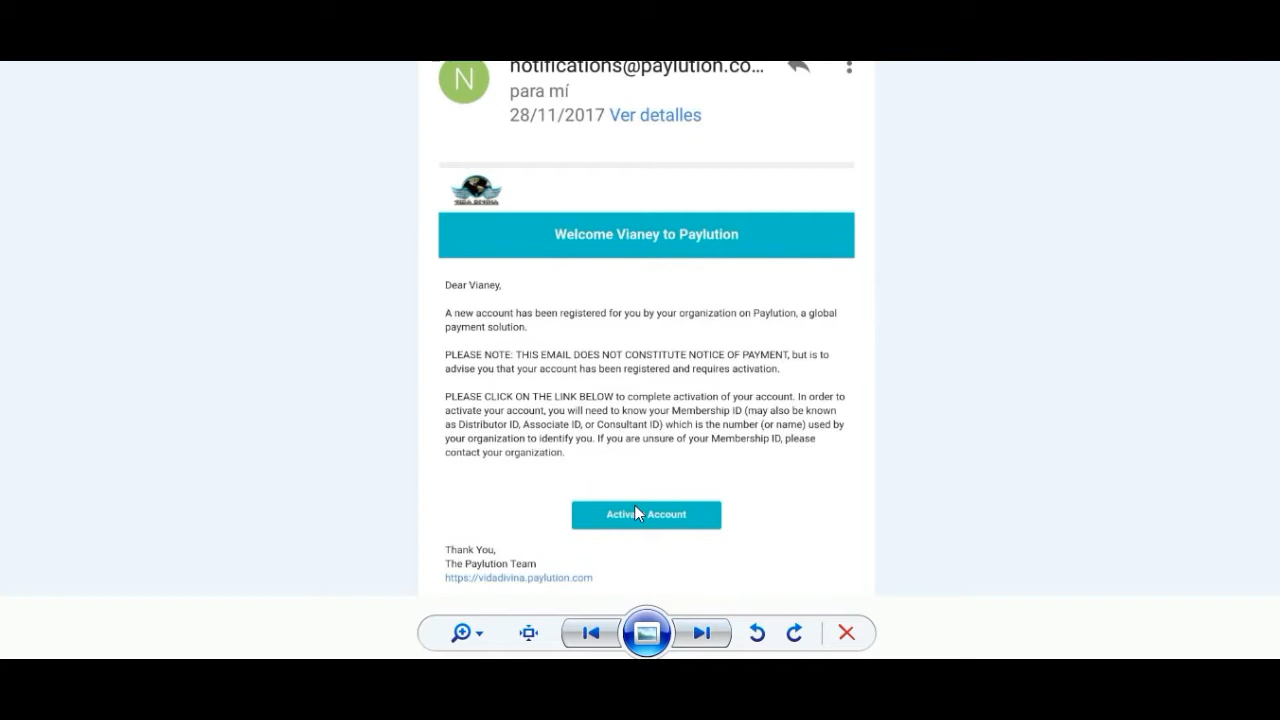 notifications@paylution.co...
N
para mí
28/11/2017 Ver detalles
VIDA DIVINA
Welcome Vianey to Paylution
Dear Vianey,
A new account has been registered for you by your organization on Paylution, a global
payment solution.
PLEASE NOTE: THIS EMAIL DOES NOT CONSTITUTE NOTICE OF PAYMENT, but is to
advise you that your account has been registered and requires activation.
PLEASE CLICK ON THE LINK BELOW to complete activation of your account. In order to
activate your account, you will need to know your Membership ID (may also be known
as Distributor ID, Associate ID, or Consultant ID) which is the number (or name) used by
your organization to identify you. If you are unsure of your Membership ID, please
contact your organization.
Activate Account
Thank You,
The Paylution Team
https://vidadivina.paylution.com